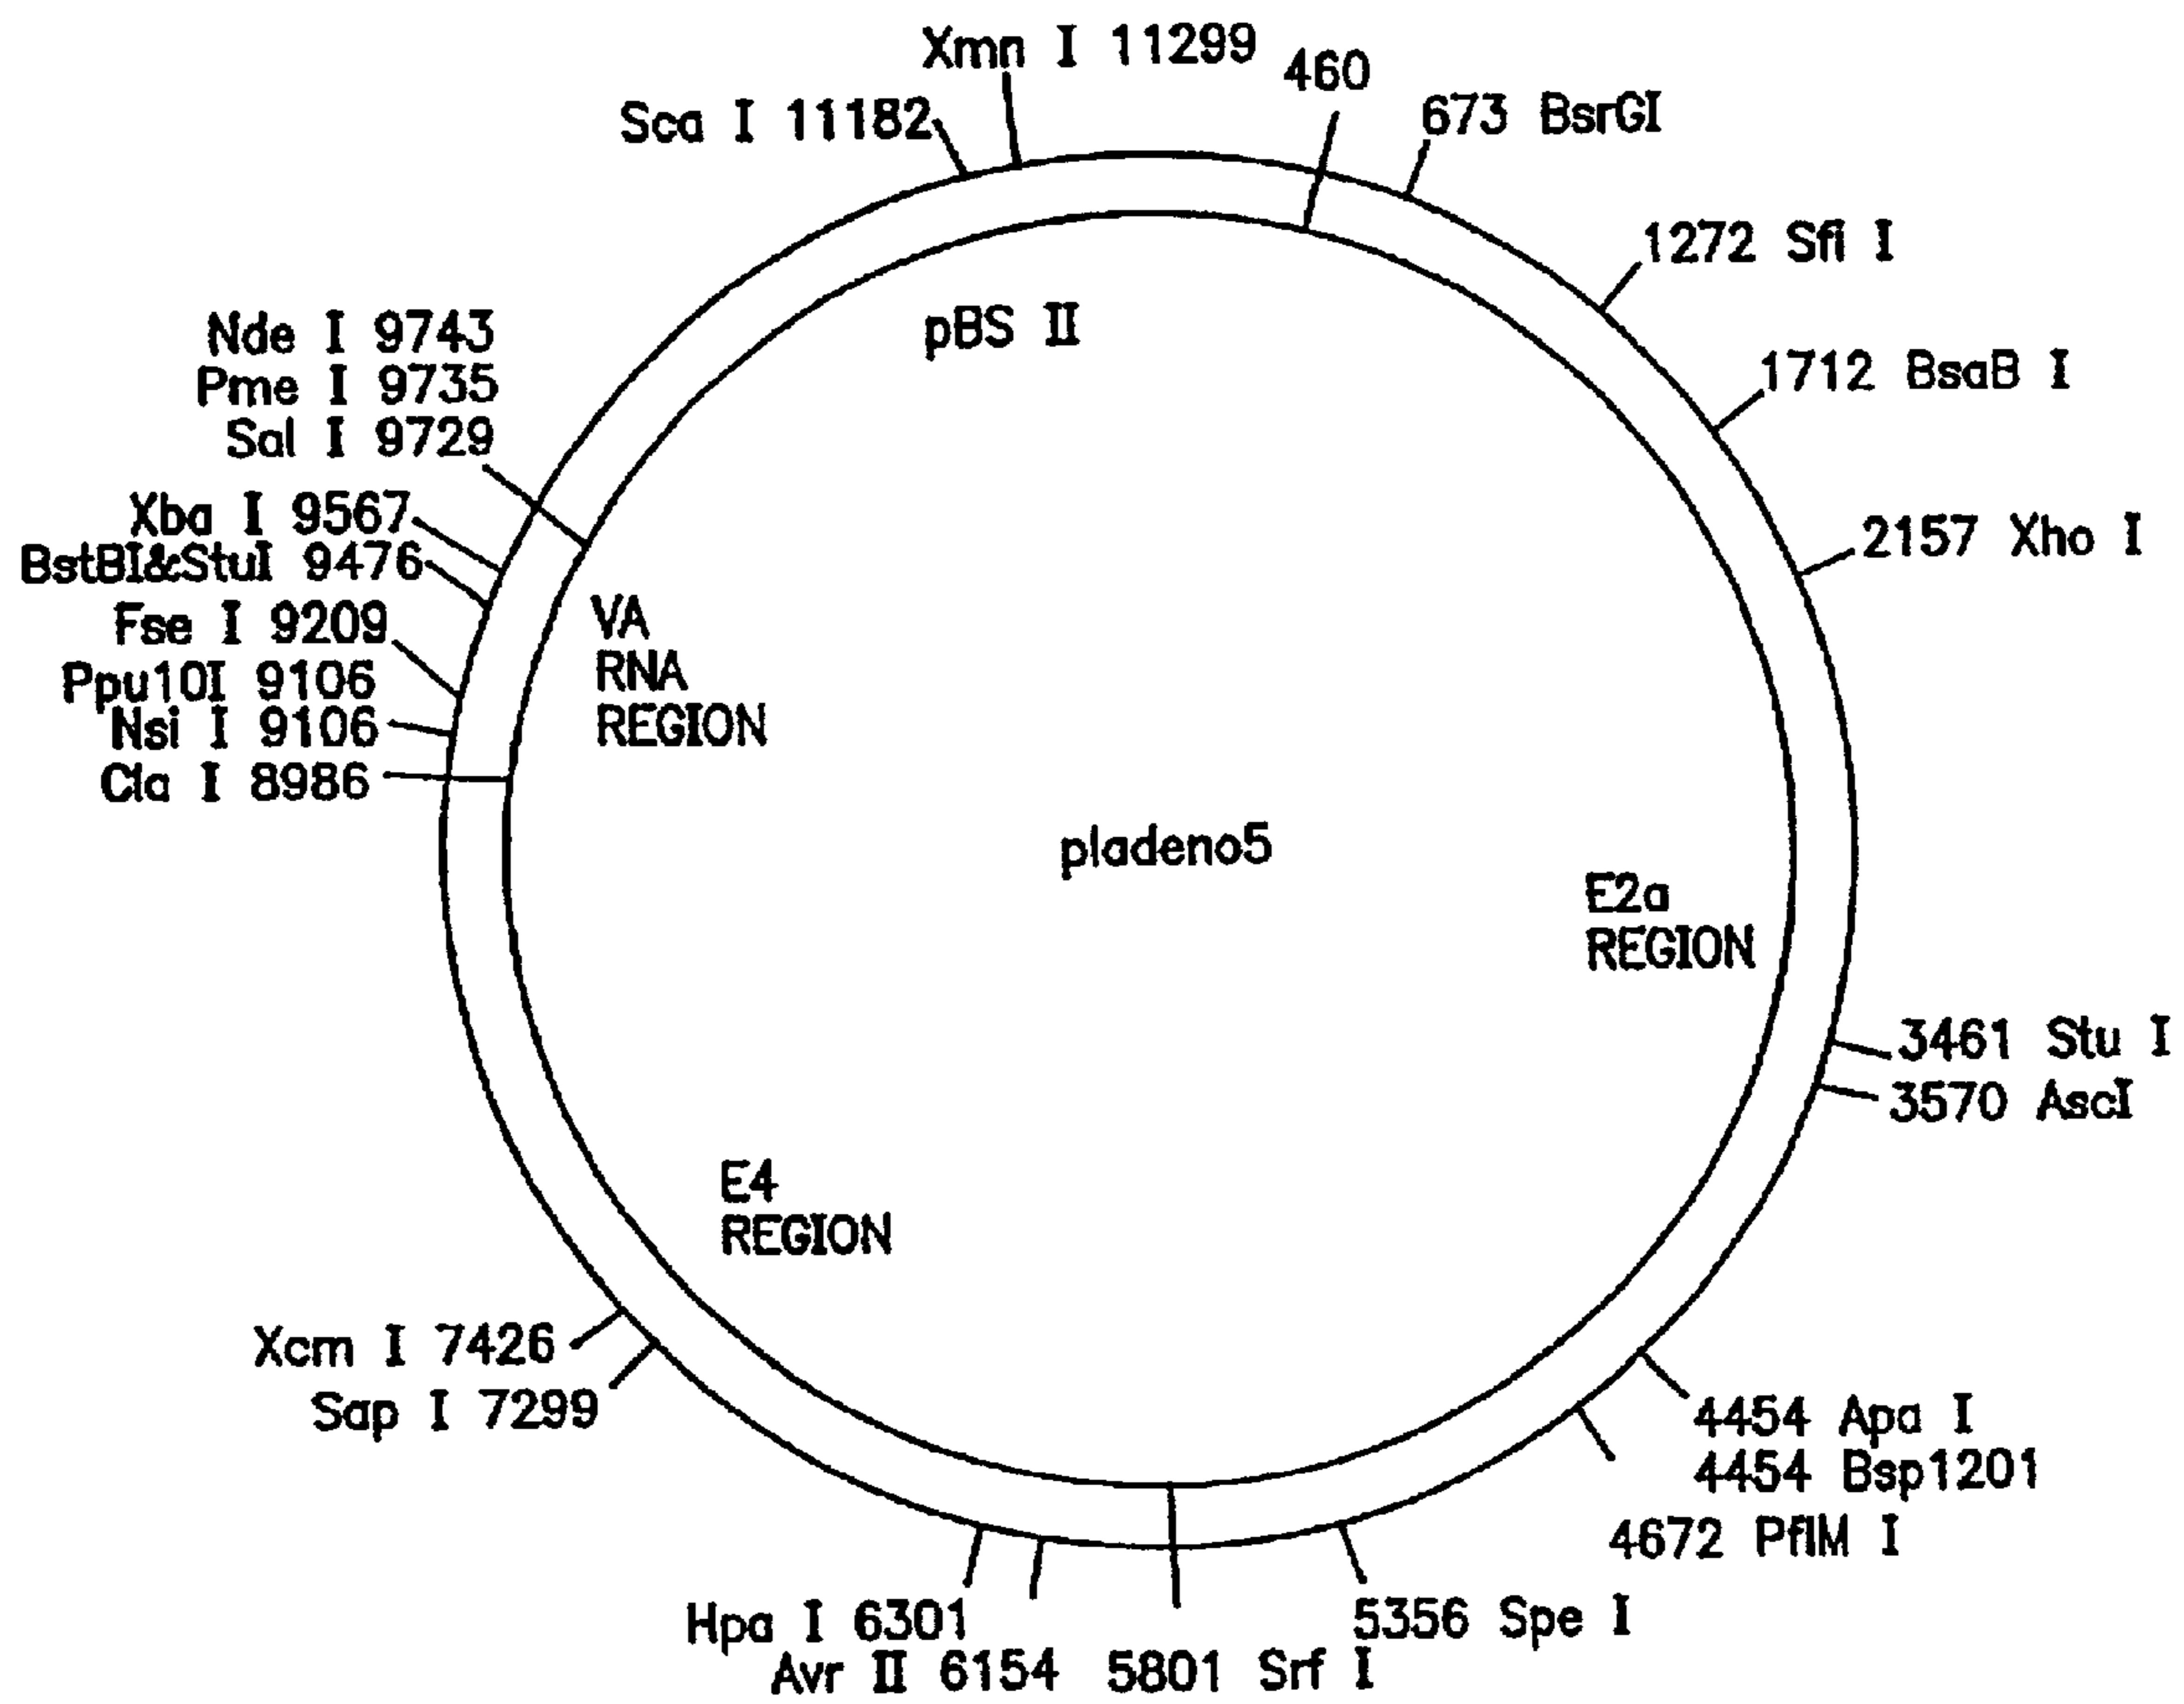 Xmn I 11299
460
Sca I 11182
673 BsrGI
1272 Sfi I
1712 BsaB I
2157 Xho I
pBS II
Nde I 9743
Pme I 9735
Sal I 9729
Xba I 9567
BstBI&StuI 9476
Fse I 9209
Ppu10I 9106
Nsi I 9106
Cla I 8986
VA
RNA
REGION
pladeno5
E2a
REGION
3461 Stu I
3570 AscI
E4
REGION
Xcm I 7426
Sap I 7299
4454 Apa I
4454 Bsp1201
4672 PflM I
5356 Spe I
Hpa I 6301
Avr II 6154
5801 Srf I